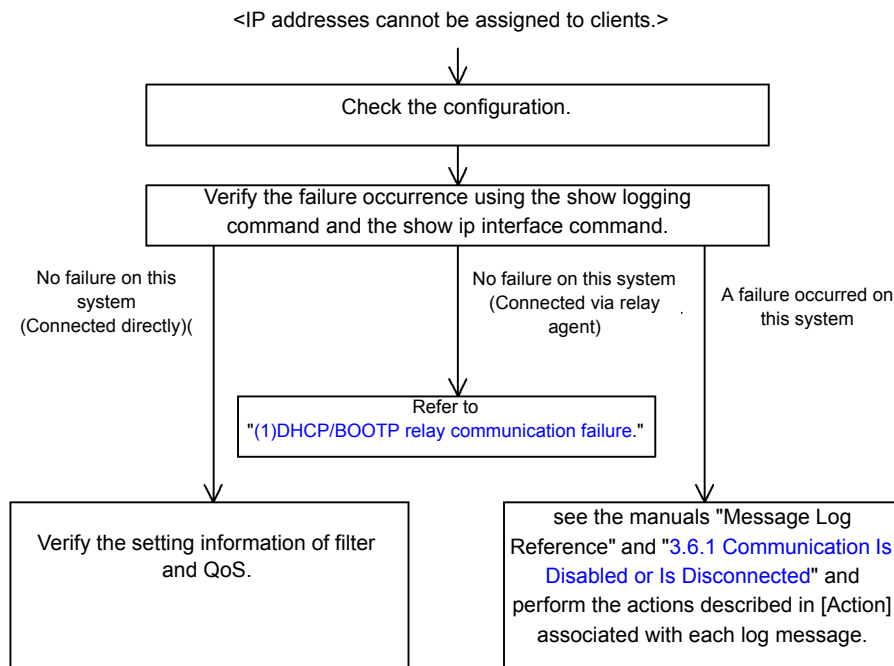 <IP addresses cannot be assigned to clients.>
Check the configuration.
Verify the failure occurrence using the show logging
command and the show ip interface command.
No failure on this
system
(Connected directly)(
No failure on this system
(Connected via relay
agent)
.
A failure occurred on
this system
Refer to
"(1)DHCP/BOOTP relay communication failure."
Verify the setting information of filter
and QoS.
see the manuals "Message Log
Reference" and "3.6.1 Communication Is
Disabled or Is Disconnected" and
perform the actions described in [Action]
associated with each log message.